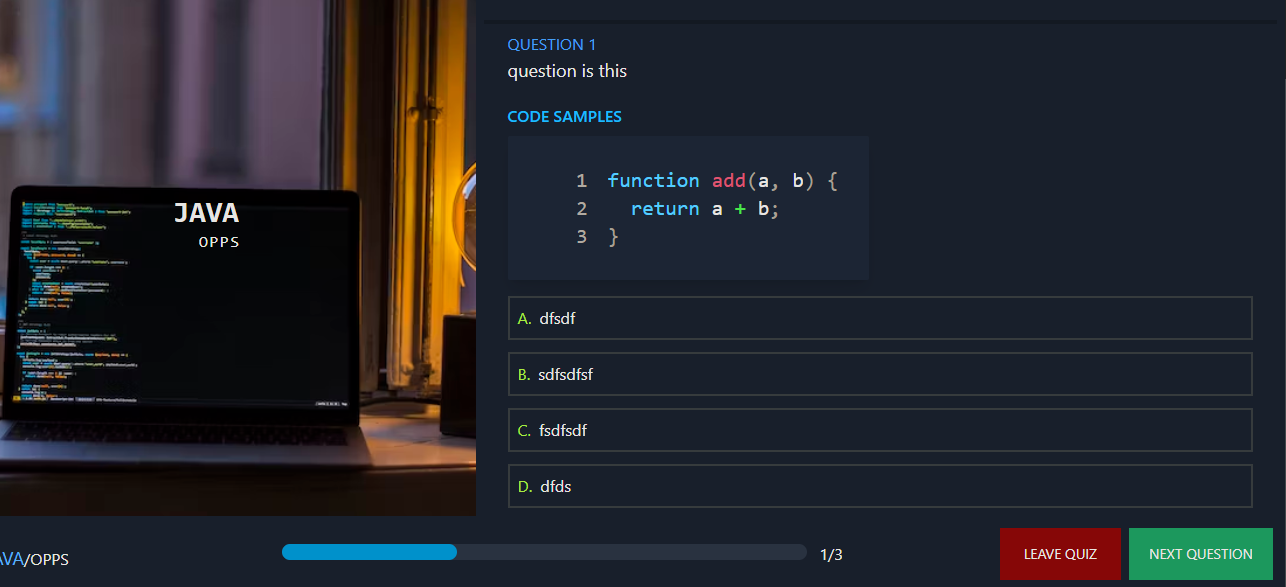 JAVA
OPPS
QUESTION 1
question is this
CODE SAMPLES
1 function add(a, b) {
2 return a + b;
3 }
A. dfsdf
B. sdfsdfsf
C. fsdfsdf
D. dfds
AVA/OPPS
1/3
LEAVE QUIZ
NEXT QUESTION